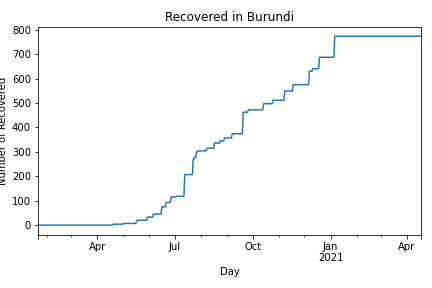 Recovered in Burundi
Number of Recovered
800
700
600
500
400
300
200
100
0
Apr
Jul
Oct
Jan
2021
Apr
Day